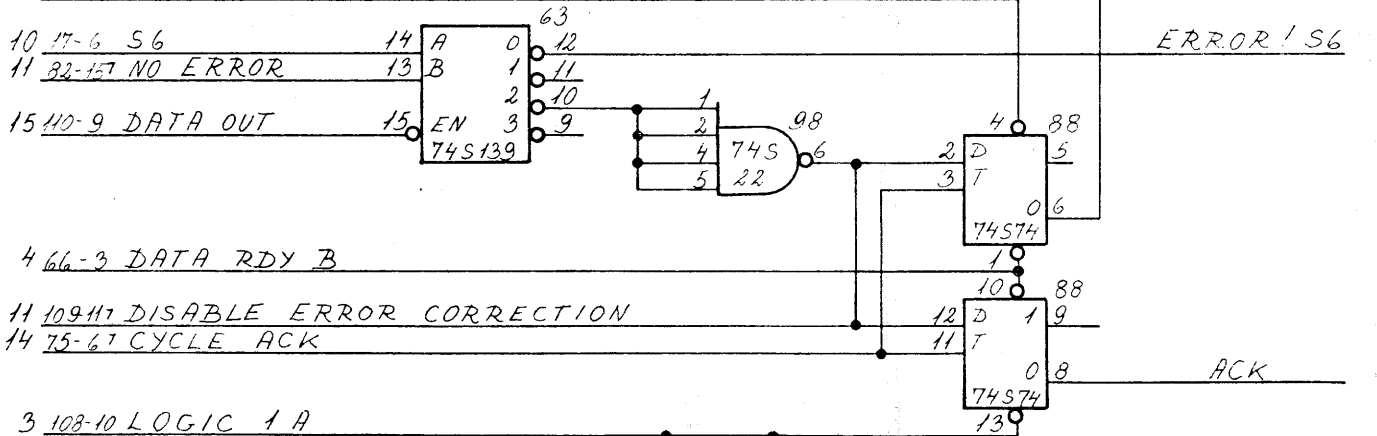 63
10 17-6 S6 14 A 0 12 ERROR! S6
11 82-15 NO ERROR 13 B 1 11
2 10 1
15 110-9 DATA OUT 15 EN 3 9 2 98 4 88
74S139 4 74S 6 2 D 5
5 22 3 T
0 6
74S74
4 66-3 DATA RDY B 1
10 88
11 109-11 DISABLE ERROR CORRECTION 12 D 1 9
14 75-6 CYCLE ACK 11 T
0 8 ACK
74S74
3 108-10 LOGIC 1 A 13